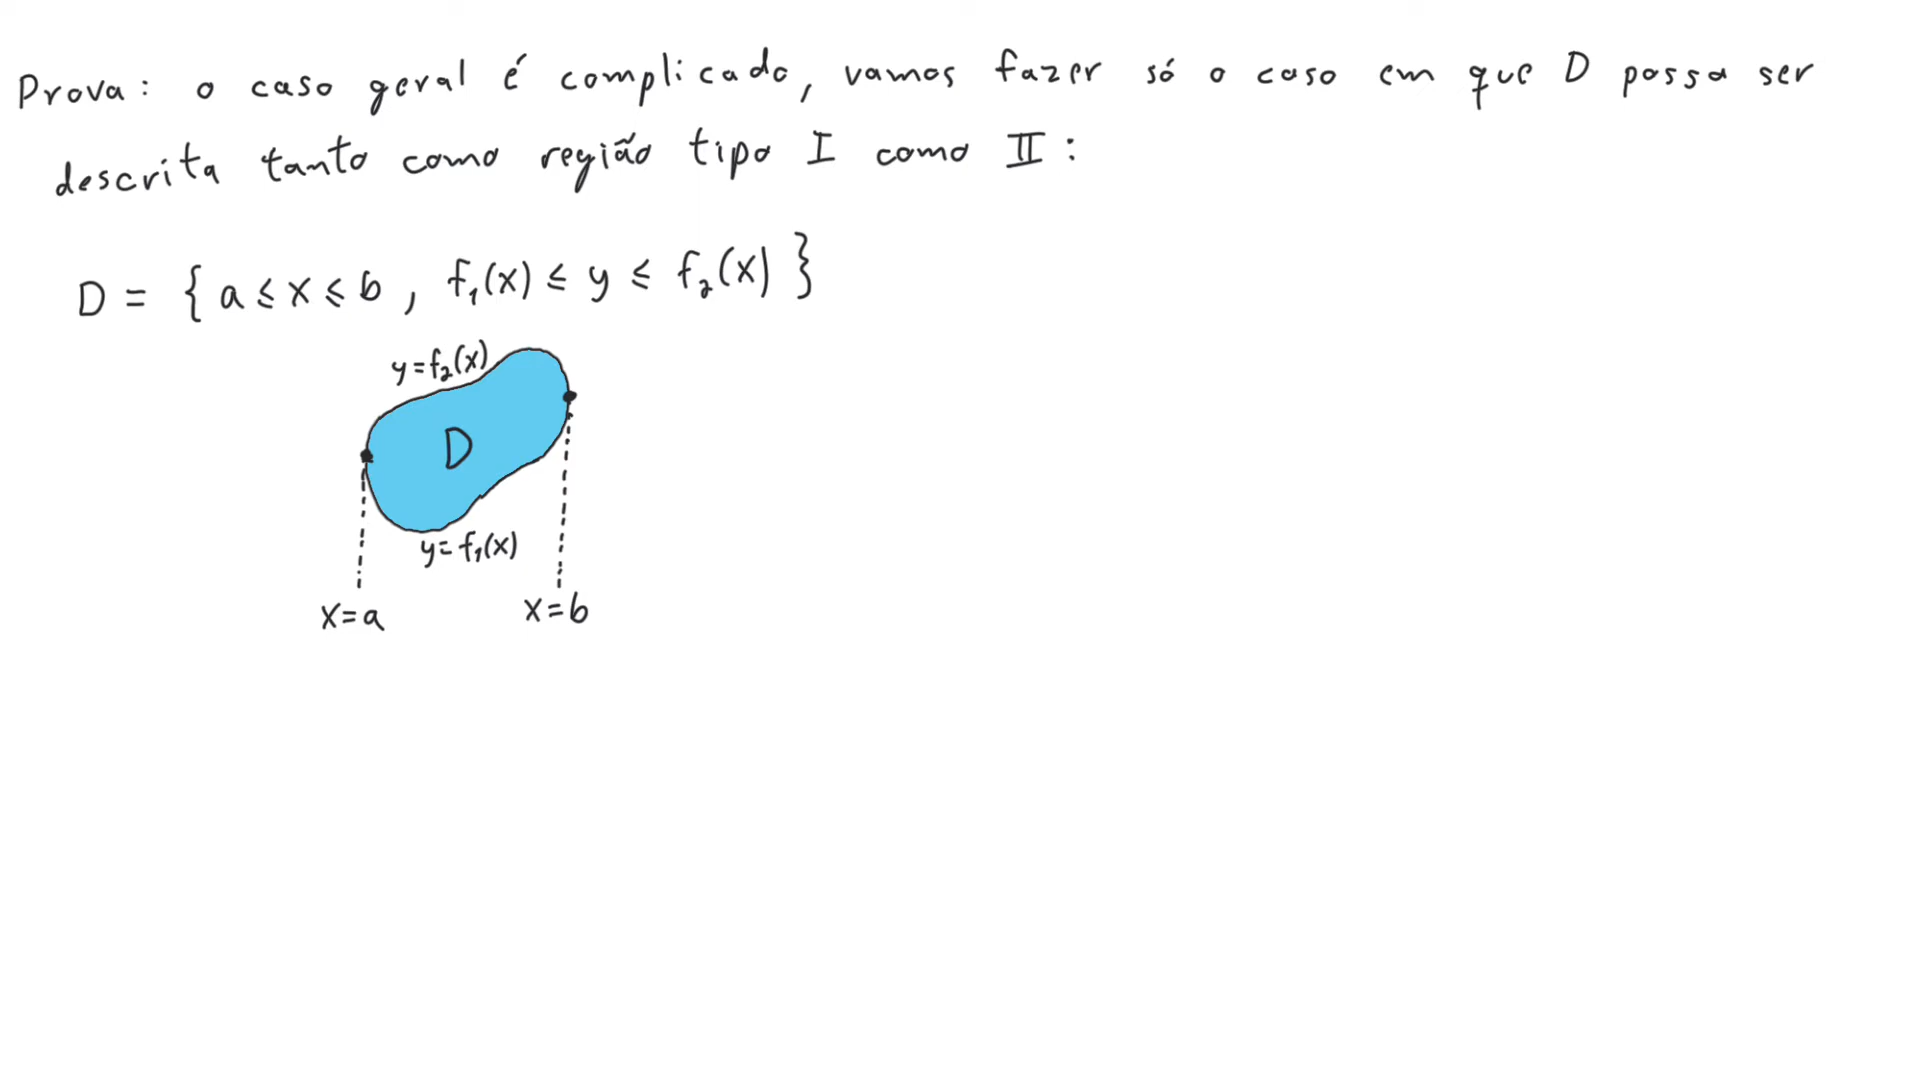 Prova: o caso geral é complicado, vamos fazer só o caso em que D possa ser
descrita tanto como região tipo I como II:
D = { a ≤ x ≤ b , f₁(x) ≤ y ≤ f₂(x) }
y=f₂(x)
D
y=f₁(x)
x=a
x=b